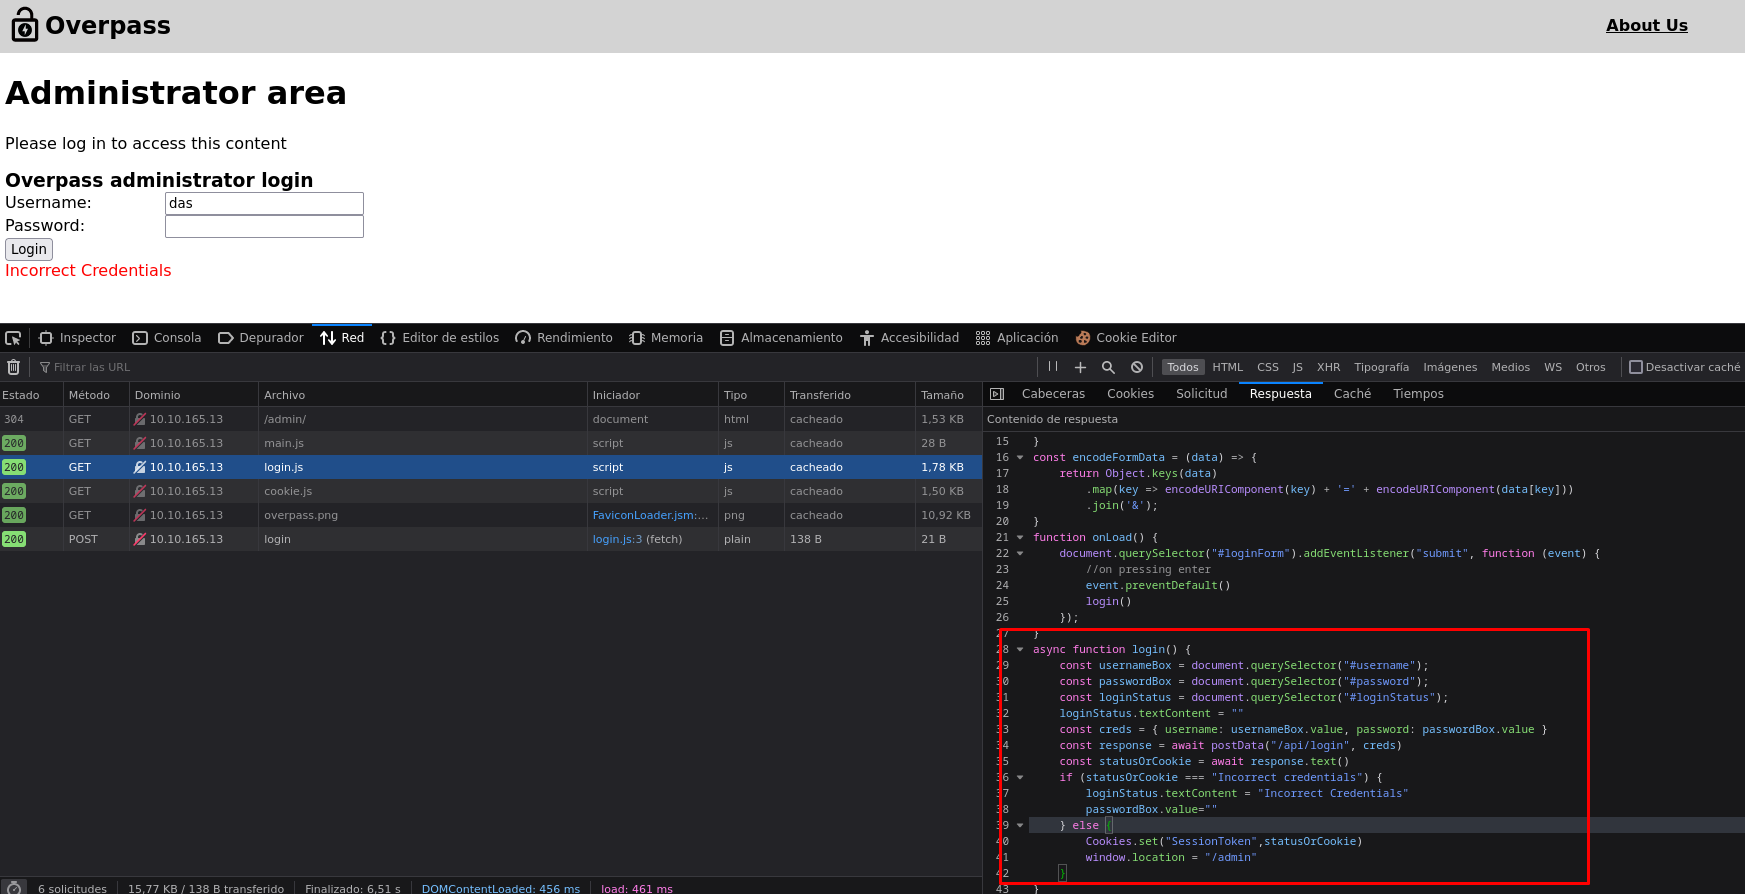 Overpass
About Us
Administrator area
Please log in to access this content
Overpass administrator login
Username: das
Password:
Login
Incorrect Credentials
Inspector Consola Depurador Red Editor de estilos Rendimiento Memoria Almacenamiento Accesibilidad Aplicación Cookie Editor
Filtrar las URL
Todos HTML CSS JS XHR Tipografía Imágenes Medios WS Otros Desactivar caché
Estado Método Dominio Archivo Iniciador Tipo Transferido Tamaño
304 GET 10.10.165.13 /admin/ document html cacheado 1,53 KB
200 GET 10.10.165.13 main.js script js cacheado 28 B
200 GET 10.10.165.13 login.js script js cacheado 1,78 KB
200 GET 10.10.165.13 cookie.js script js cacheado 1,50 KB
200 GET 10.10.165.13 overpass.png FaviconLoader.jsm:... png cacheado 10,92 KB
200 POST 10.10.165.13 login login.js:3 (fetch) plain 138 B 21 B
Cabeceras Cookies Solicitud Respuesta Caché Tiempos
Contenido de respuesta
15 }
16 const encodeFormData = (data) => {
17 return Object.keys(data)
18 .map(key => encodeURIComponent(key) + '=' + encodeURIComponent(data[key]))
19 .join('&');
20 }
21 function onLoad() {
22 document.querySelector("#loginForm").addEventListener("submit", function (event) {
23 //on pressing enter
24 event.preventDefault()
25 login()
26 });
27 }
28 async function login() {
29 const usernameBox = document.querySelector("#username");
30 const passwordBox = document.querySelector("#password");
31 const loginStatus = document.querySelector("#loginStatus");
32 loginStatus.textContent = ""
33 const creds = { username: usernameBox.value, password: passwordBox.value }
34 const response = await postData("/api/login", creds)
35 const statusOrCookie = await response.text()
36 if (statusOrCookie === "Incorrect credentials") {
37 loginStatus.textContent = "Incorrect Credentials"
38 passwordBox.value=""
39 } else {
40 Cookies.set("SessionToken",statusOrCookie)
41 window.location = "/admin"
42 }
43 }
6 solicitudes 15,77 KB / 138 B transferido Finalizado: 6,51 s DOMContentLoaded: 456 ms load: 461 ms